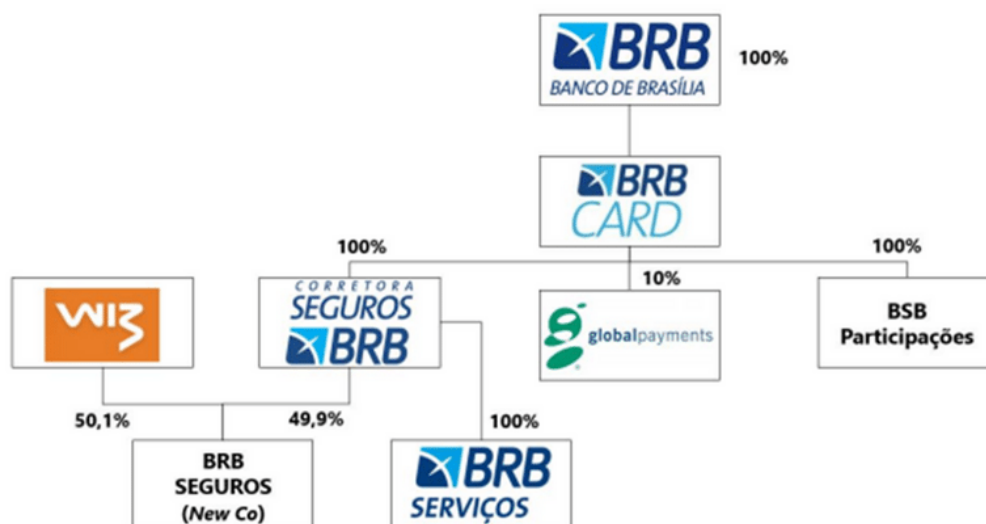 BRB
BANCO DE BRASÍLIA
100%
BRB
CARD
100%
10%
100%
wiz
CORRETORA
SEGUROS
BRB
globalpayments
BSB
Participações
50,1%
49,9%
100%
BRB
SEGUROS
(New Co)
BRB
SERVIÇOS